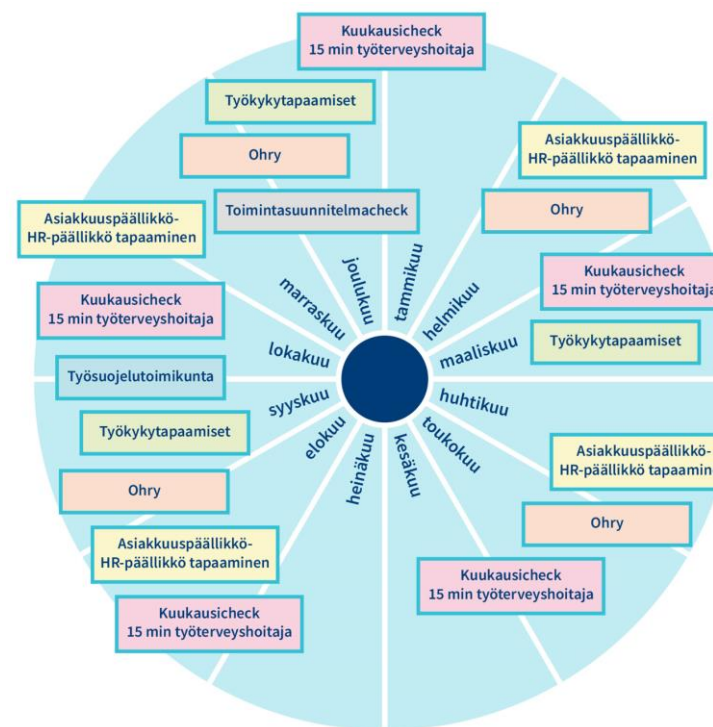 Kuukausicheck
15 min työterveyshoitaja
Työkykytapaamiset
Ohry
Toimintasuunnitelmacheck
Asiakkuuspäällikkö-
HR-päällikkö tapaaminen
Ohry
Kuukausicheck
15 min työterveyshoitaja
Työkykytapaamiset
Asiakkuuspäällikkö-
HR-päällikkö tapaamine
Ohry
Kuukausicheck
15 min työterveyshoitaja
Asiakkuuspäällikkö-
HR-päällikkö tapaaminen
Kuukausicheck
15 min työterveyshoitaja
Työsuojelutoimikunta
Työkykytapaamiset
Ohry
Asiakkuuspäällikkö-
HR-päällikkö tapaaminen
Kuukausicheck
15 min työterveyshoitaja
tammikuu
helmikuu
maaliskuu
huhtikuu
toukokuu
kesäkuu
heinäkuu
elokuu
syyskuu
lokakuu
marraskuu
joulukuu